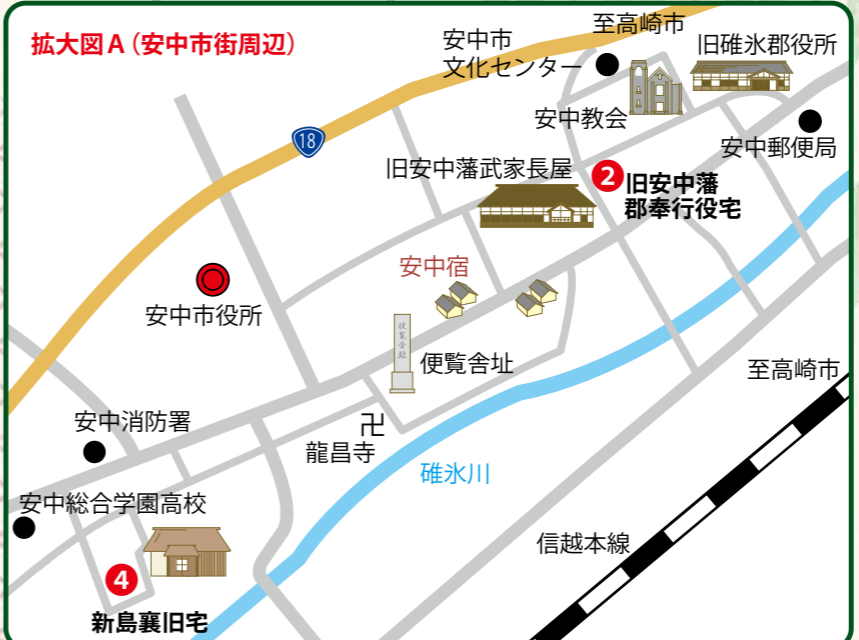 拡大図A（安中市街周辺）
至高崎市
安中市
文化センター
旧碓氷郡役所
安中教会
安中郵便局
18
旧安中藩武家長屋
2
旧安中藩
郡奉行役宅
安中宿
安中市役所
便覧舎址
便覧舎址
至高崎市
安中消防署
卍
龍昌寺
碓氷川
安中総合学園高校
信越本線
4
新島襄旧宅